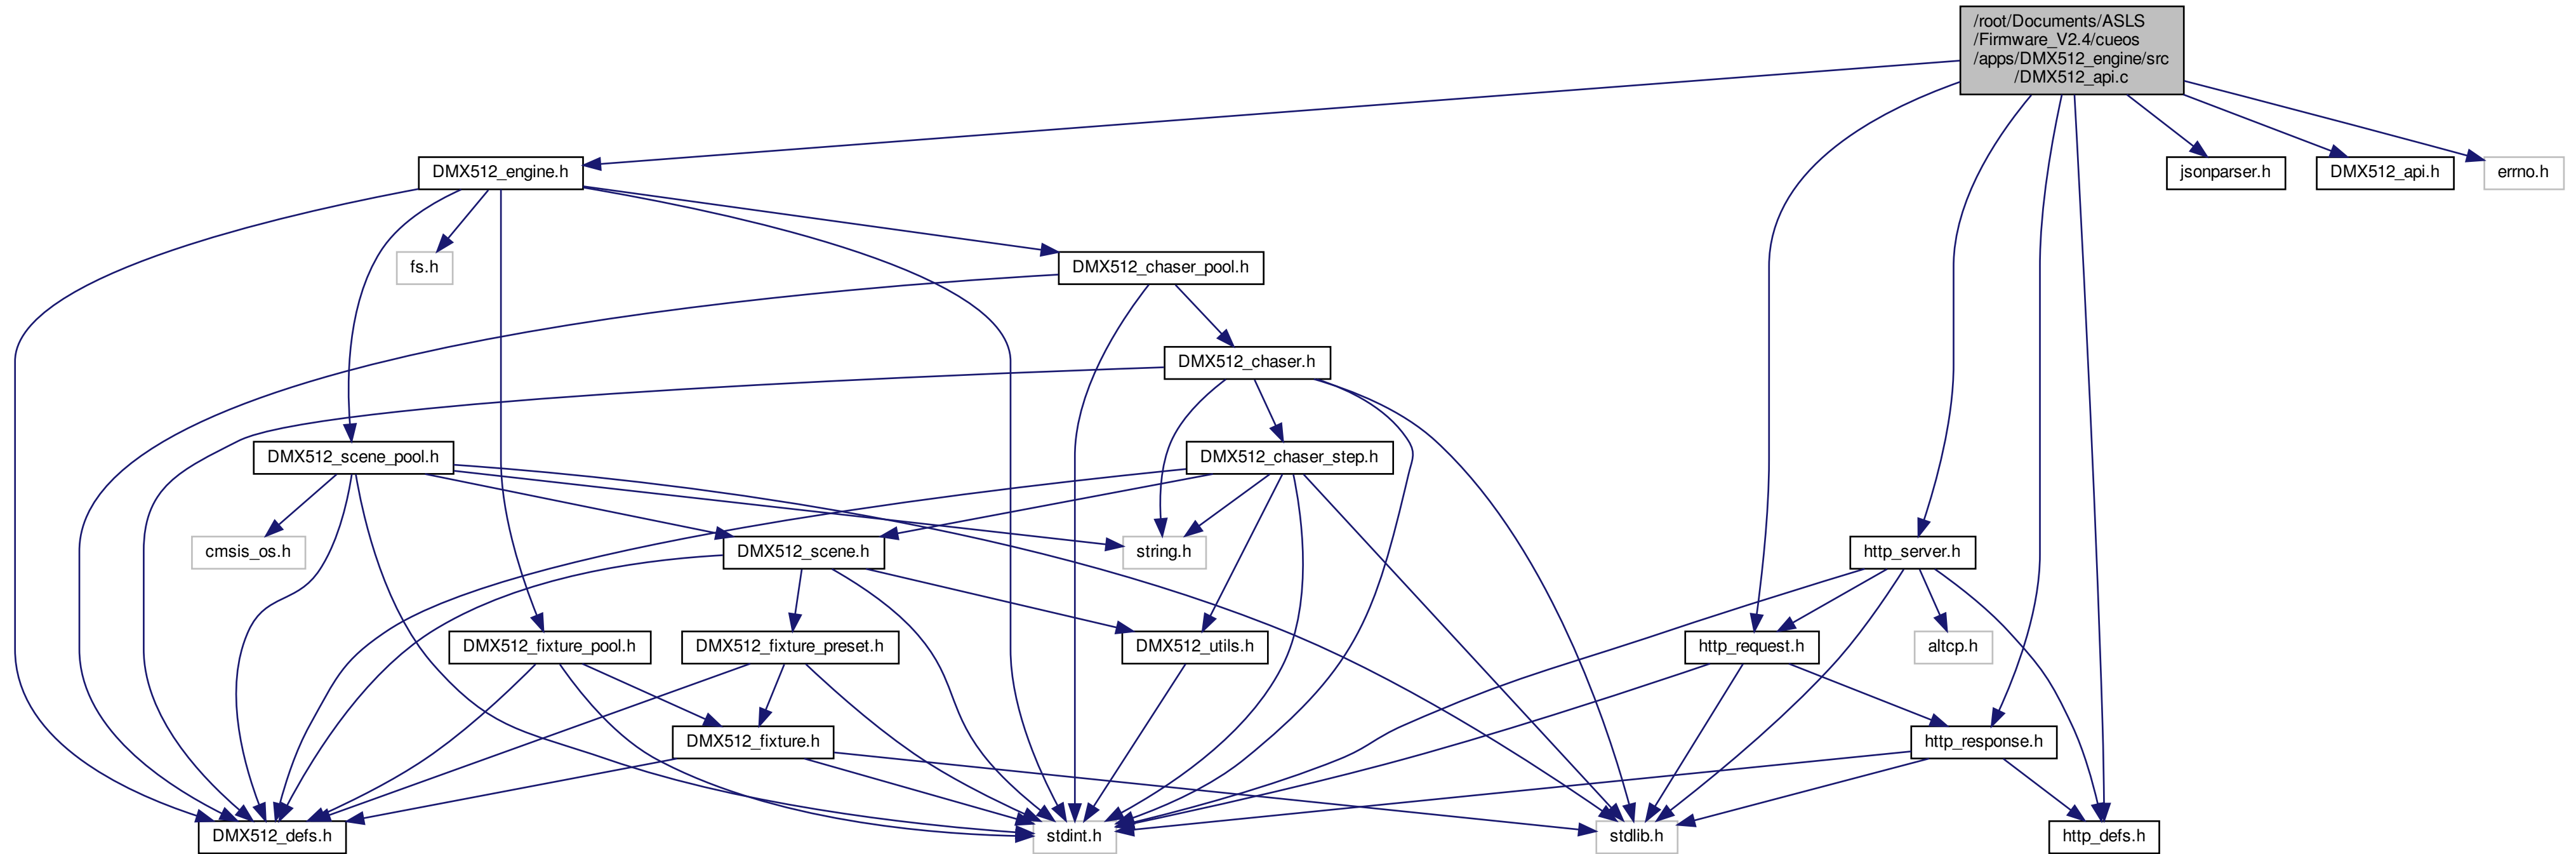 /root/Documents/ASLS
/Firmware_V2.4/cueos
/apps/DMX512_engine/src
/DMX512_api.c
DMX512_engine.h
jsonparser.h
DMX512_api.h
errno.h
fs.h
DMX512_chaser_pool.h
DMX512_chaser.h
DMX512_scene_pool.h
DMX512_chaser_step.h
cmsis_os.h
DMX512_scene.h
string.h
http_server.h
DMX512_fixture_pool.h
DMX512_fixture_preset.h
DMX512_utils.h
http_request.h
altcp.h
DMX512_fixture.h
http_response.h
DMX512_defs.h
stdint.h
stdlib.h
http_defs.h